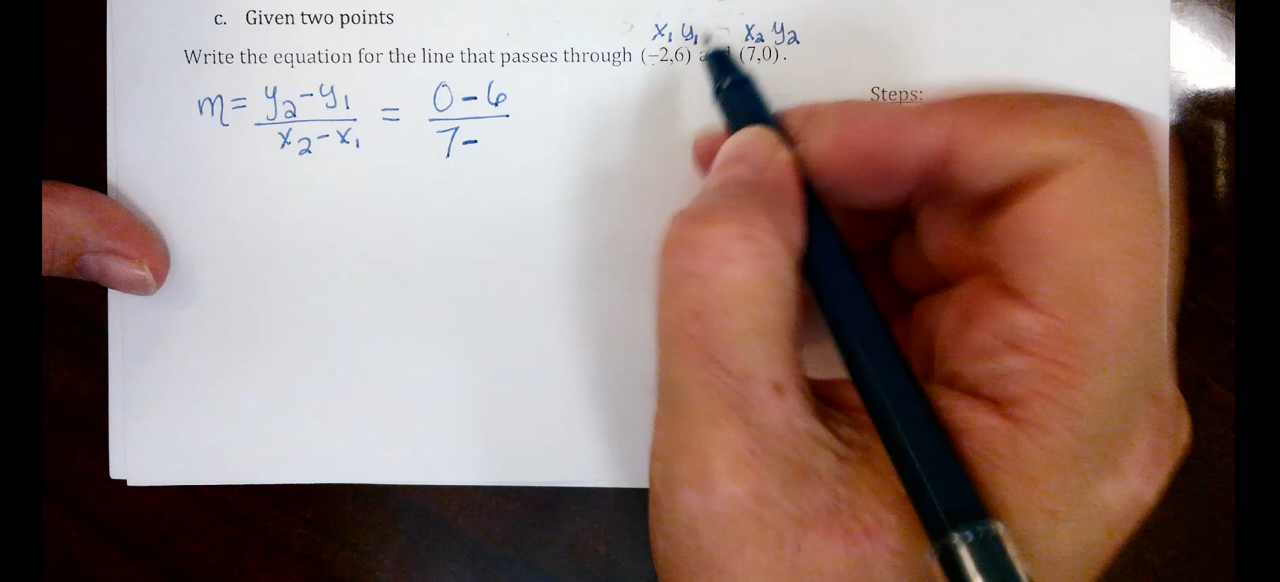 c. Given two points
x₁ y₁ x₂ y₂
Write the equation for the line that passes through (−2,6) a (7,0).
Steps:
m = y₂-y₁ / x₂-x₁ = 0-6 / 7-